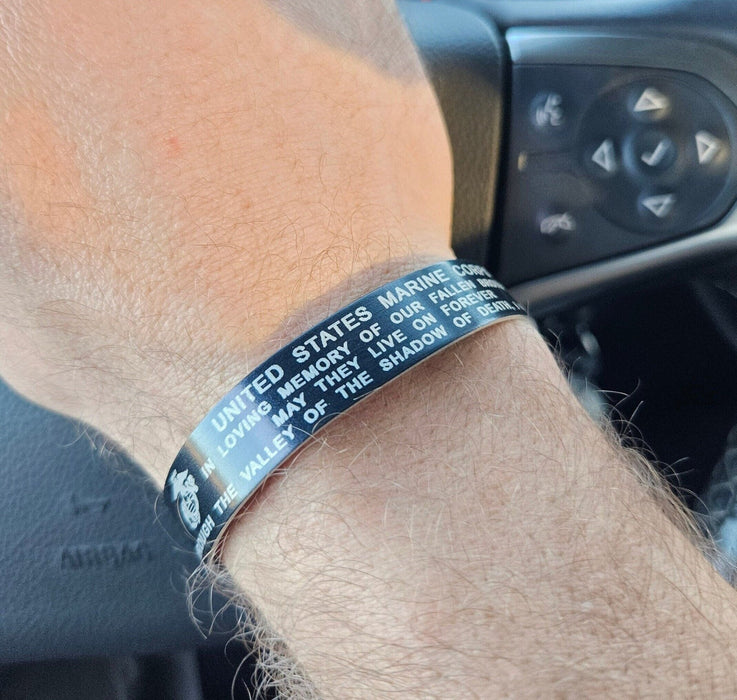 UNITED STATES MARINE CORPS
IN LOVING MEMORY OF OUR FALLEN
MAY THEY LIVE ON FOREVER
THE VALLEY OF THE SHADOW OF DEATH,
AIRBAG